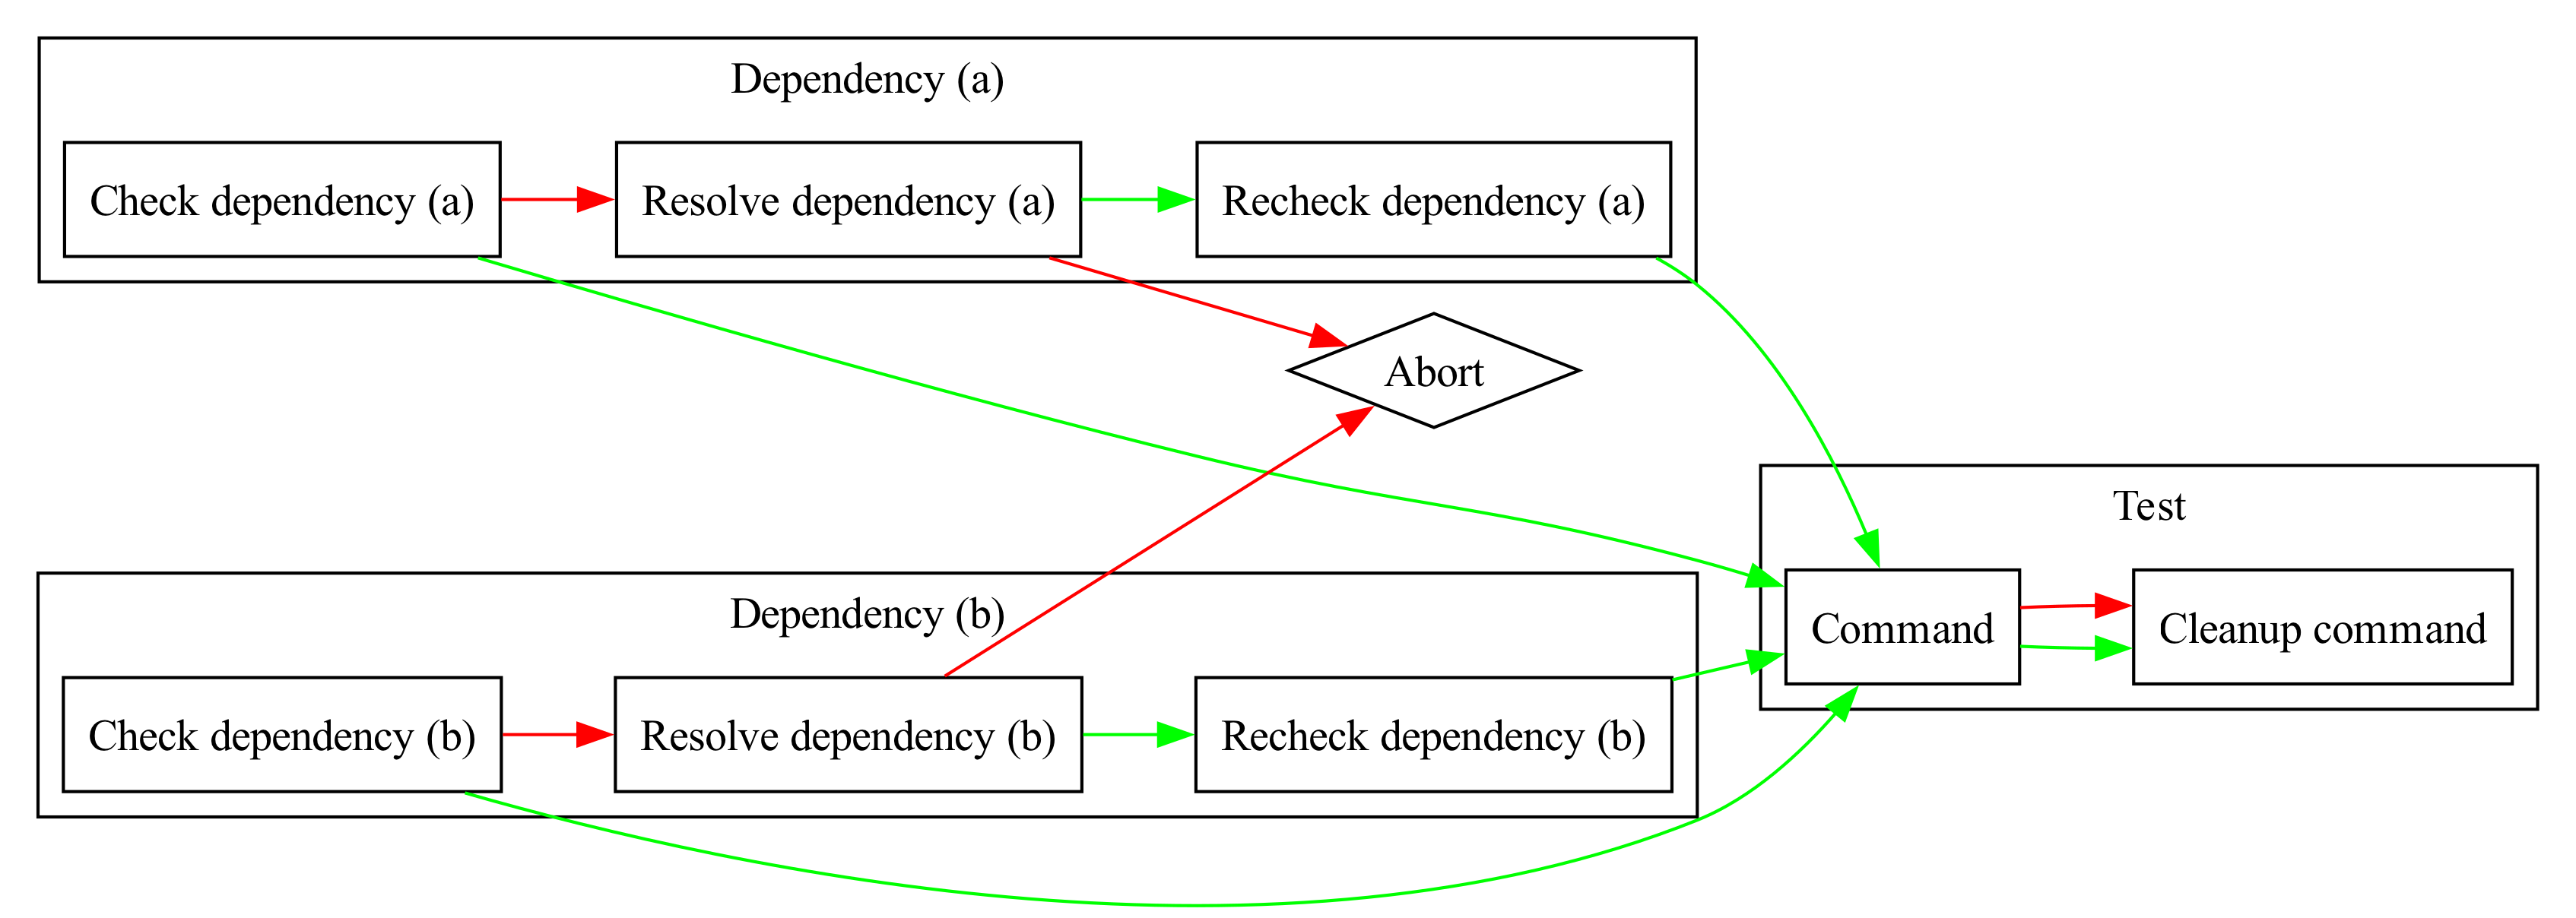 Dependency (a)
Check dependency (a)
Resolve dependency (a)
Recheck dependency (a)
Abort
Test
Command
Cleanup command
Dependency (b)
Check dependency (b)
Resolve dependency (b)
Recheck dependency (b)